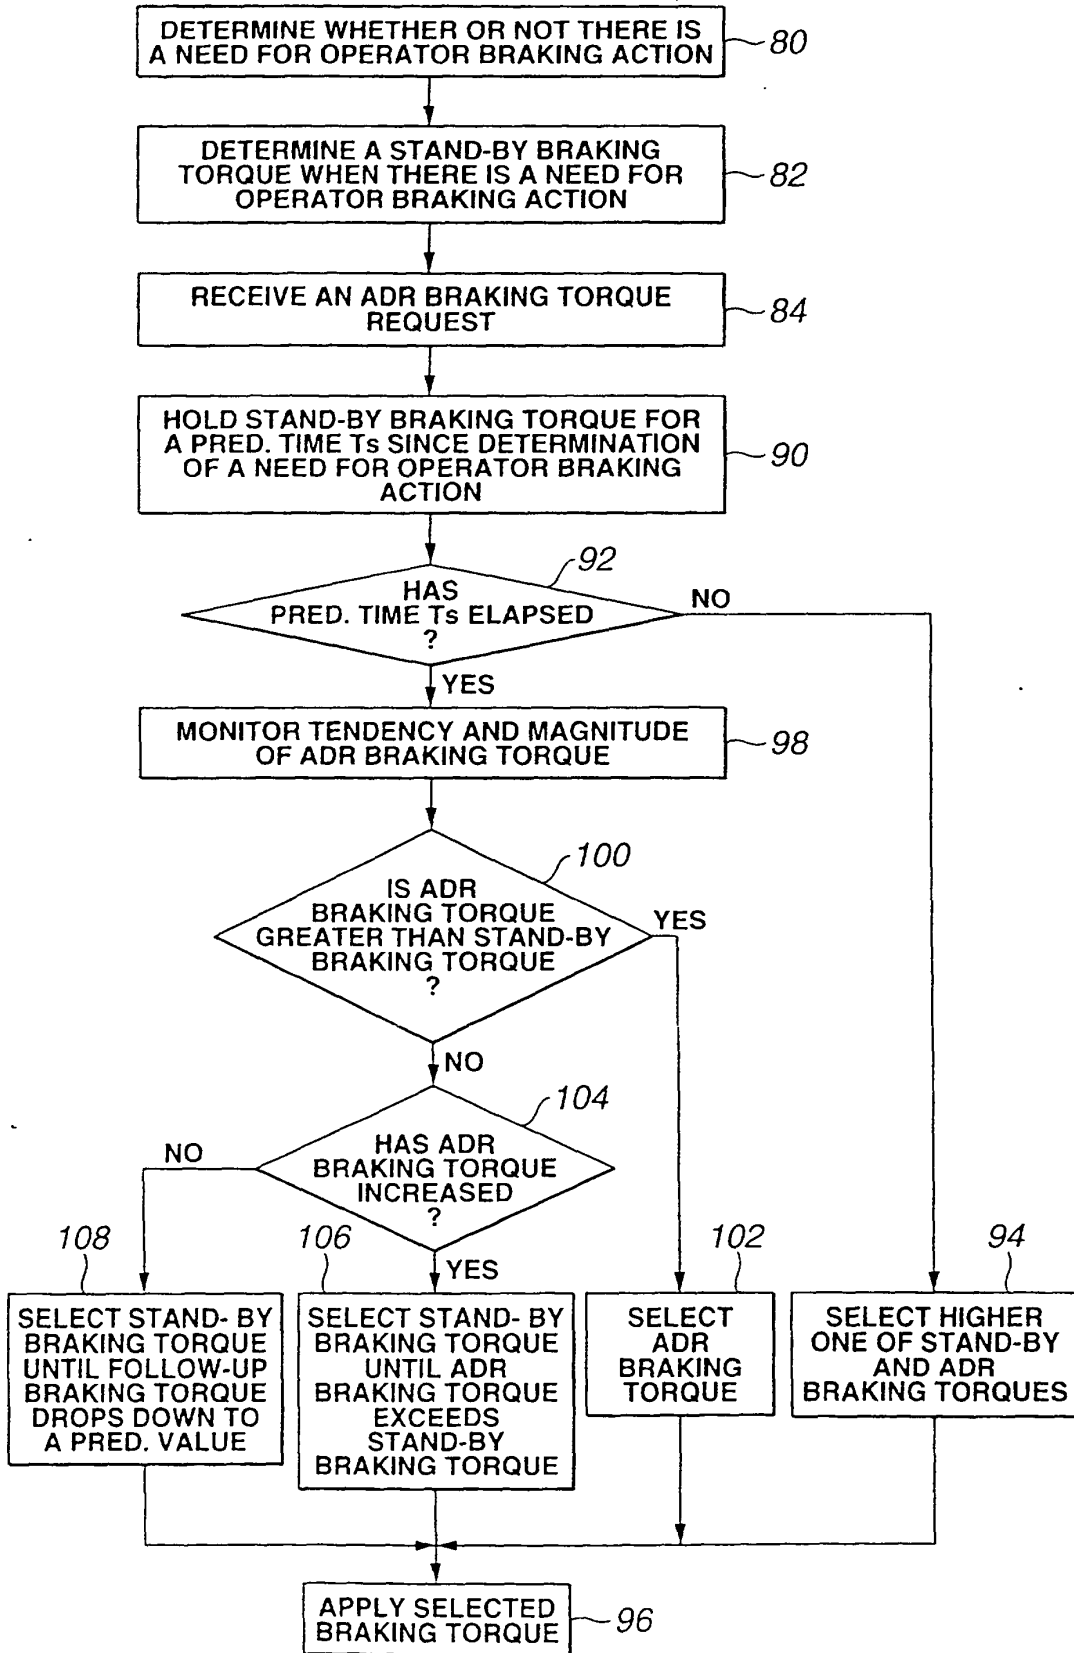 DETERMINE WHETHER OR NOT THERE IS
A NEED FOR OPERATOR BRAKING ACTION
80
DETERMINE A STAND-BY BRAKING
TORQUE WHEN THERE IS A NEED FOR
OPERATOR BRAKING ACTION
82
RECEIVE AN ADR BRAKING TORQUE
REQUEST
84
HOLD STAND-BY BRAKING TORQUE FOR
A PRED. TIME Ts SINCE DETERMINATION
OF A NEED FOR OPERATOR BRAKING
ACTION
90
92
HAS
PRED. TIME Ts ELAPSED
?
NO
YES
MONITOR TENDENCY AND MAGNITUDE
OF ADR BRAKING TORQUE
98
100
IS ADR
BRAKING TORQUE
GREATER THAN STAND-BY
BRAKING TORQUE
?
YES
NO
104
HAS ADR
BRAKING TORQUE
INCREASED
?
NO
YES
108
SELECT STAND- BY
BRAKING TORQUE
UNTIL FOLLOW-UP
BRAKING TORQUE
DROPS DOWN TO
A PRED. VALUE
106
SELECT STAND- BY
BRAKING TORQUE
UNTIL ADR
BRAKING TORQUE
EXCEEDS
STAND-BY
BRAKING TORQUE
102
SELECT
ADR
BRAKING
TORQUE
94
SELECT HIGHER
ONE OF STAND-BY
AND ADR
BRAKING TORQUES
APPLY SELECTED
BRAKING TORQUE
96